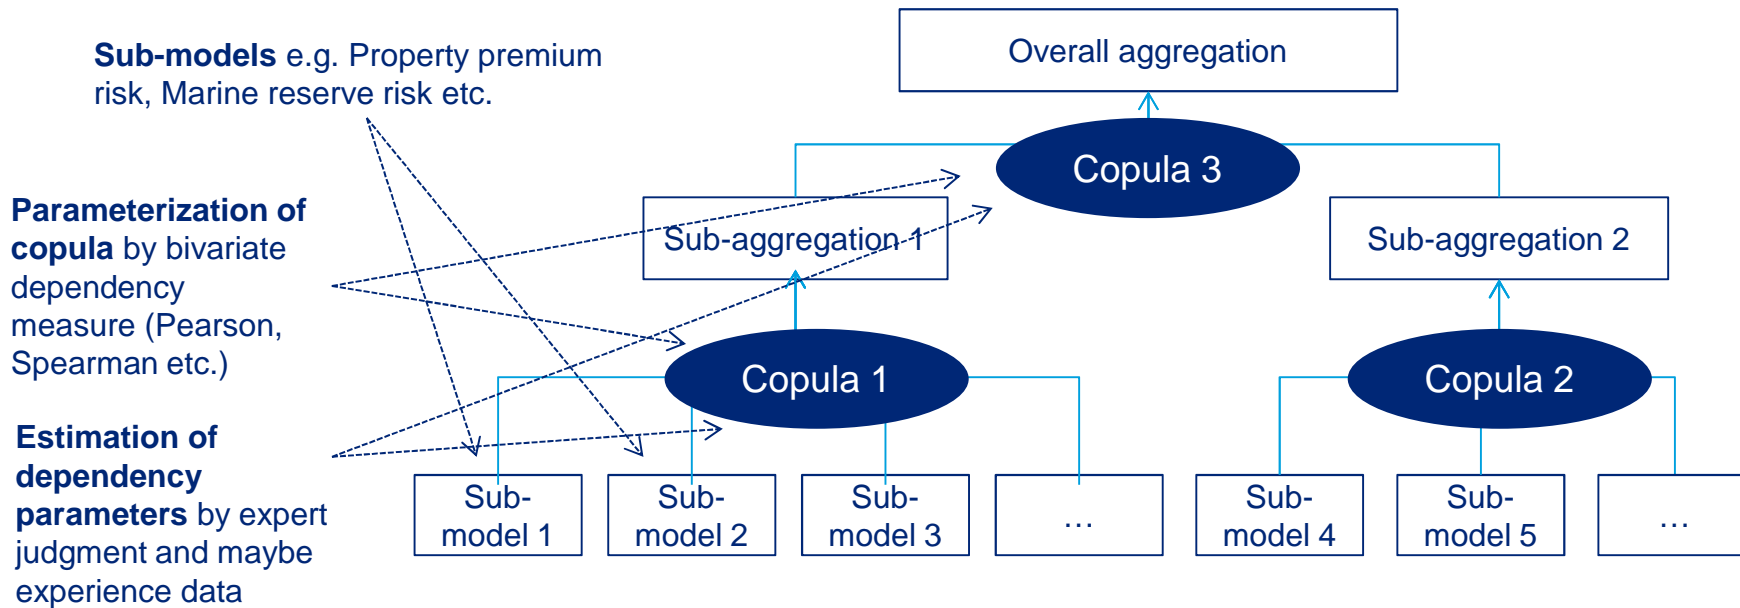 Sub-models e.g. Property premium
risk, Marine reserve risk etc.
Overall aggregation
Copula 3
Parameterization of
copula by bivariate
dependency
measure (Pearson,
Spearman etc.)
Sub-aggregation 1
Sub-aggregation 2
Copula 1
Copula 2
Estimation of
dependency
parameters by expert
judgment and maybe
experience data
Sub-
model 1
Sub-
model 2
Sub-
model 3
…
Sub-
model 4
Sub-
model 5
…